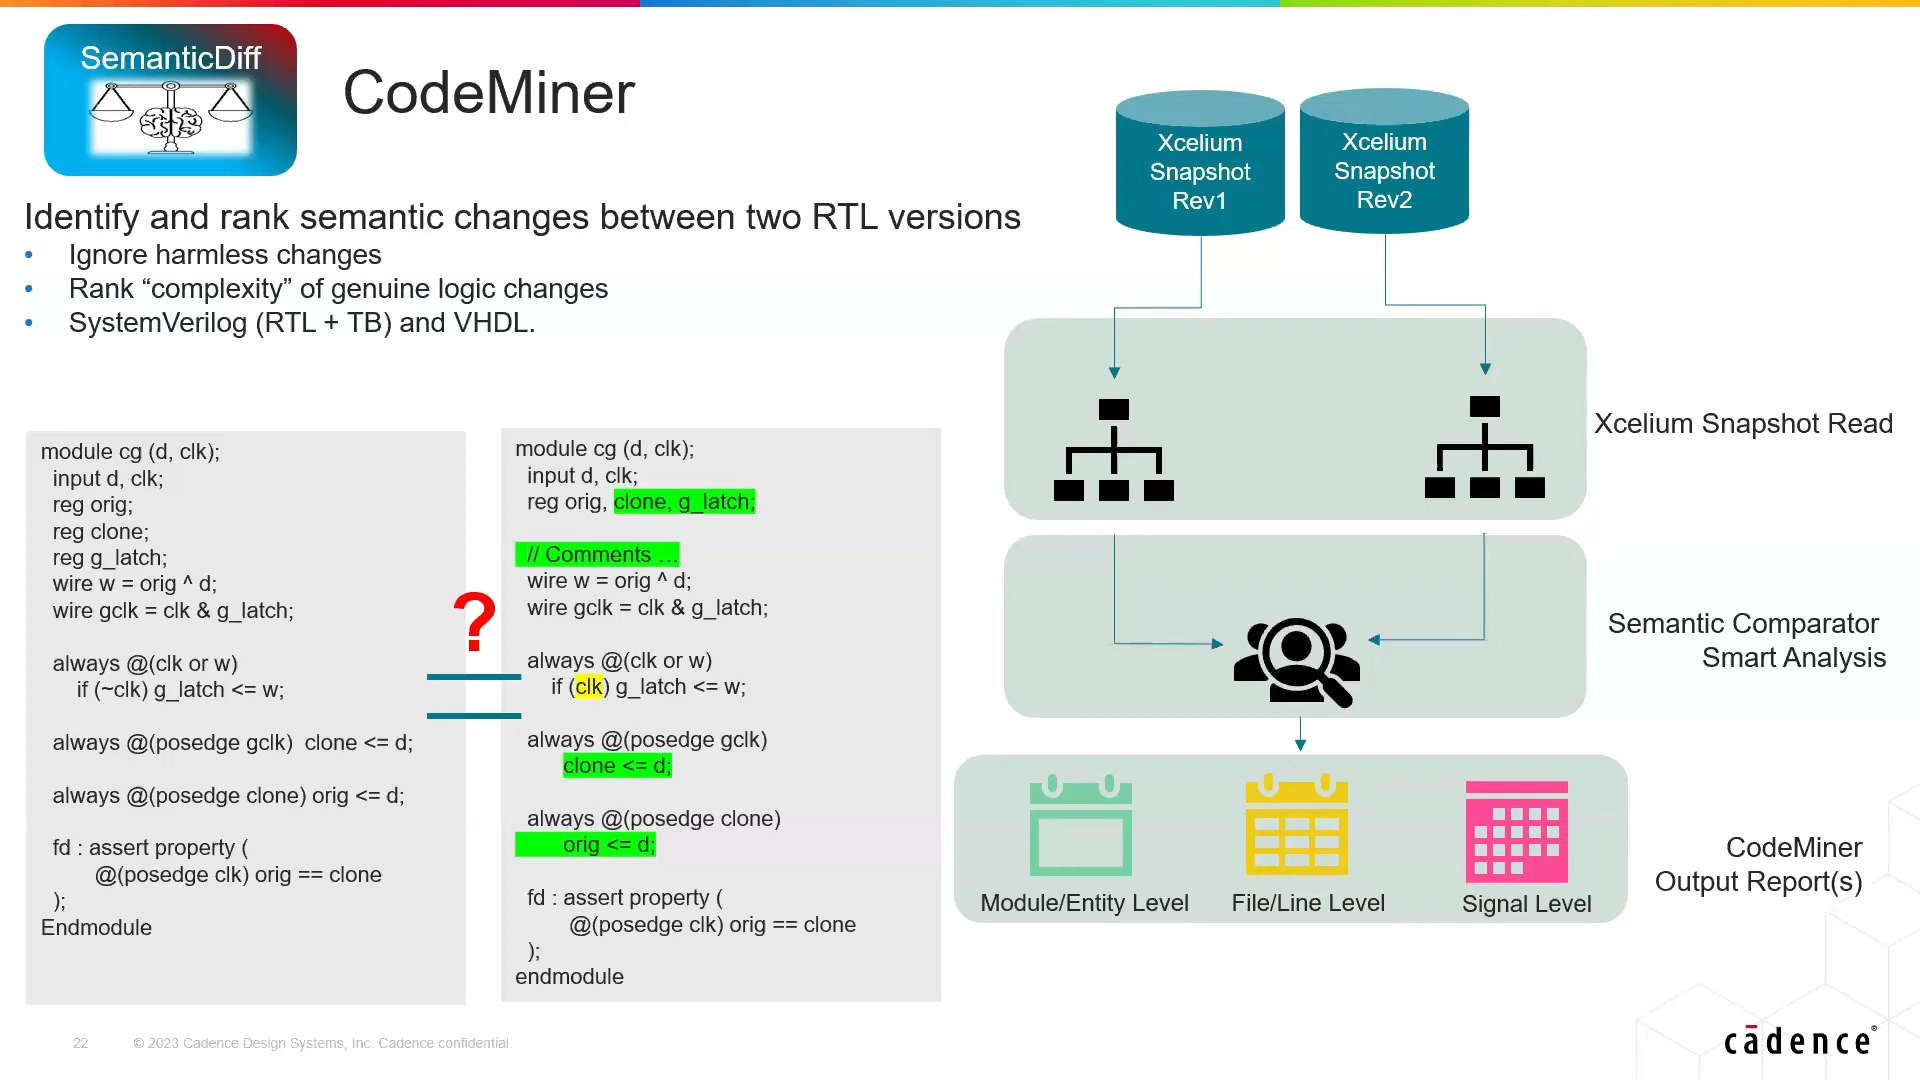 SemanticDiff
CodeMiner
Identify and rank semantic changes between two RTL versions
• Ignore harmless changes
• Rank “complexity” of genuine logic changes
• SystemVerilog (RTL + TB) and VHDL.
module cg (d, clk);
input d, clk;
reg orig;
reg clone;
reg g_latch;
wire w = orig ^ d;
wire gclk = clk & g_latch;
always @(clk or w)
if (~clk) g_latch <= w;
always @(posedge gclk) clone <= d;
always @(posedge clone) orig <= d;
fd : assert property (
@(posedge clk) orig == clone
);
Endmodule
?
module cg (d, clk);
input d, clk;
reg orig, clone, g_latch;
// Comments ...
wire w = orig ^ d;
wire gclk = clk & g_latch;
always @(clk or w)
if (clk) g_latch <= w;
always @(posedge gclk)
clone <= d;
always @(posedge clone)
orig <= d;
fd : assert property (
@(posedge clk) orig == clone
);
endmodule
Xcelium
Snapshot
Rev1
Xcelium
Snapshot
Rev2
Xcelium Snapshot Read
Semantic Comparator
Smart Analysis
Module/Entity Level
File/Line Level
Signal Level
CodeMiner
Output Report(s)
22
© 2023 Cadence Design Systems, Inc. Cadence confidential.
cādence®